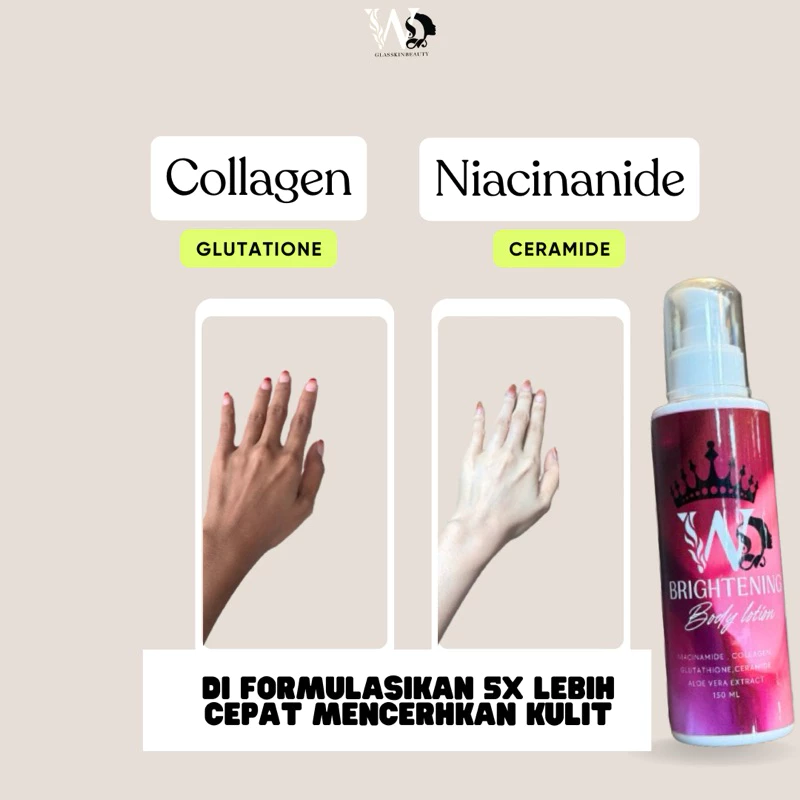 W
GLASSKINBEAUTY
Collagen
Niacinanide
GLUTATIONE
CERAMIDE
W
BRIGHTENING
Body lotion
NIACINAMIDE , COLLAGEN
GLUTATHIONE,CERAMIDE
ALOE VERA EXTRACT
150 ML
DI FORMULASIKAN 5X LEBIH
CEPAT MENCERHKAN KULIT